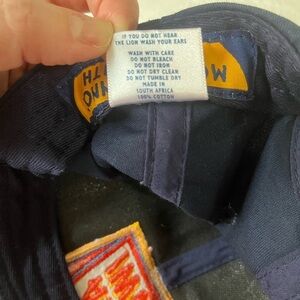 IF YOU DO NOT HEAR
THE LION WASH YOUR EARS
WASH WITH CARE
DO NOT BLEACH
DO NOT IRON
DO NOT DRY CLEAN
DO NOT TUMBLE DRY
MADE IN
SOUTH AFRICA
100% COTTON